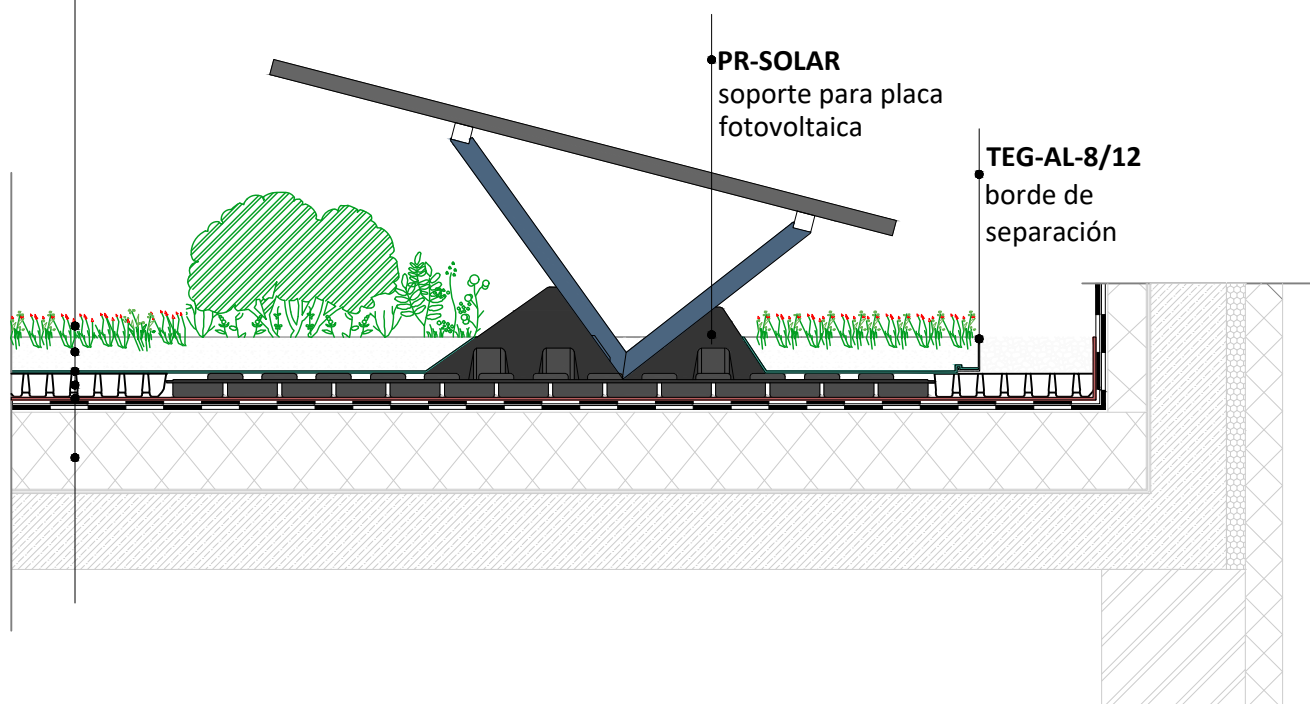 PR-SOLAR
soporte para placa
fotovoltaica
TEG-AL-8/12
borde de
separación